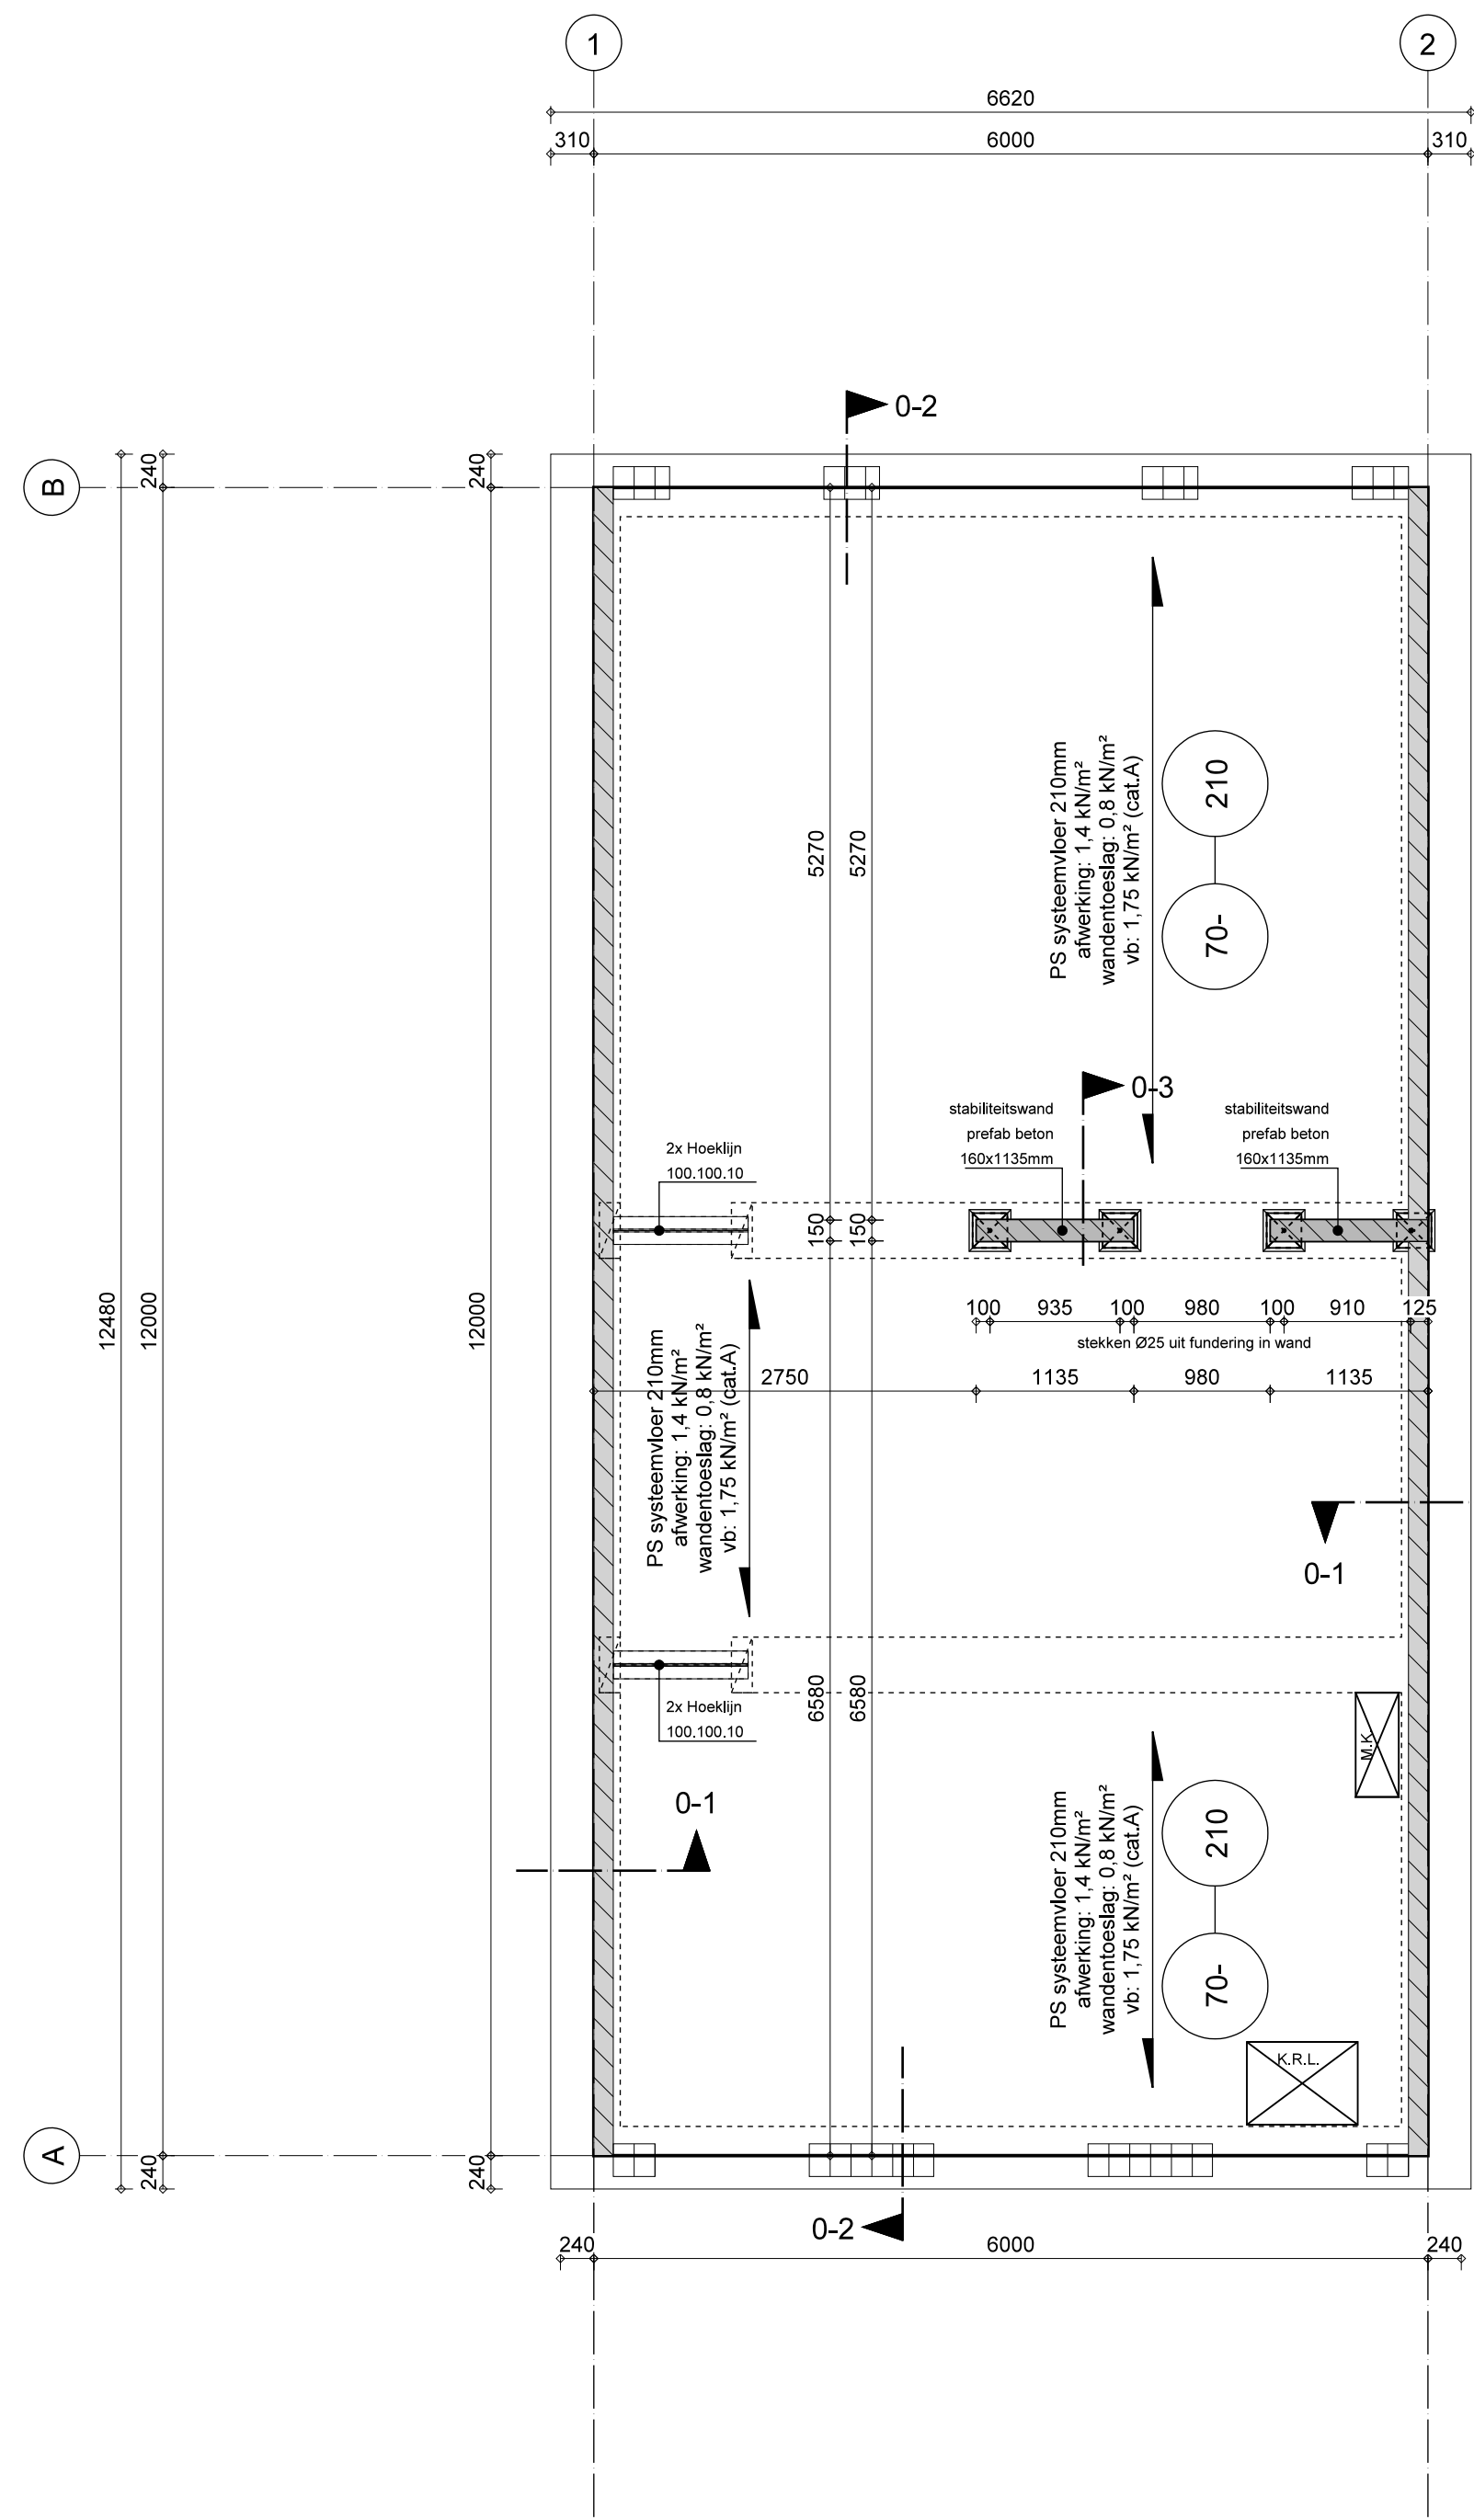 1
2
6620
310
6000
310
0-2
B
240
240
12480
12000
12000
5270
5270
PS systeemvloer 210mm
afwerking: 1,4 kN/m²
wandentoeslag: 0,8 kN/m²
vb: 1,75 kN/m² (cat.A)
210
70-
0-3
stabiliteitswand
prefab beton
160x1135mm
stabiliteitswand
prefab beton
160x1135mm
2x Hoeklijn
100.100.10
150
150
100
935
100
980
100
910
125
stekken Ø25 uit fundering in wand
2750
1135
980
1135
PS systeemvloer 210mm
afwerking: 1,4 kN/m²
wandentoeslag: 0,8 kN/m²
vb: 1,75 kN/m² (cat.A)
0-1
2x Hoeklijn
100.100.10
6580
6580
M.K.
0-1
PS systeemvloer 210mm
afwerking: 1,4 kN/m²
wandentoeslag: 0,8 kN/m²
vb: 1,75 kN/m² (cat.A)
210
70-
K.R.L.
A
240
240
0-2
240
6000
240